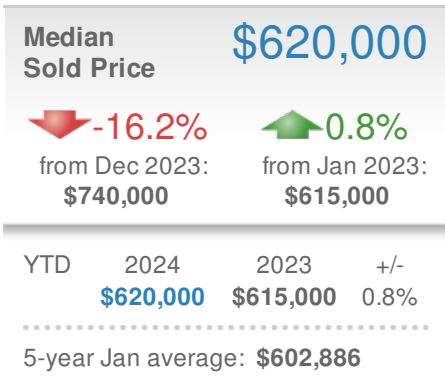 Median
Sold Price
$620,000
-16.2%
from Dec 2023:
$740,000
0.8%
from Jan 2023:
$615,000
YTD 2024 2023 +/-
$620,000 $615,000 0.8%
5-year Jan average: $602,886